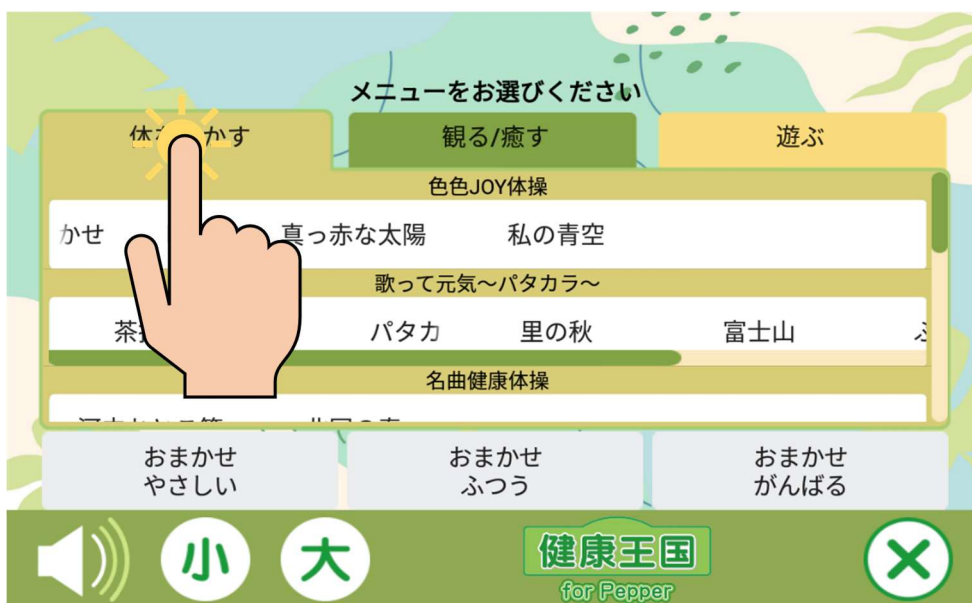 メニューをお選びください
かす
観る/癒す
遊ぶ
色色JOY体操
かせ
真っ赤な太陽
私の青空
歌って元気～パタカラ～
茶
パタカ
里の秋
富士山
名曲健康体操
おまかせ
やさしい
おまかせ
ふつう
おまかせ
がんばる
小
大
健康王国
for Pepper